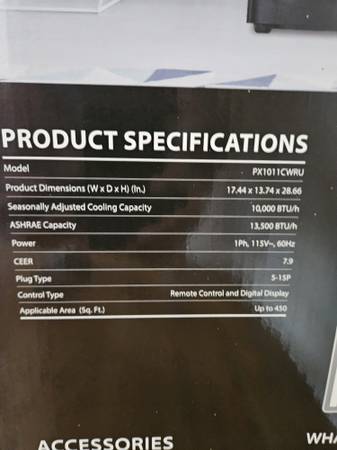 PRODUCT SPECIFICATIONS
Model PX1011CWRU
Product Dimensions (W x D x H) (In.) 17.44 x 13.74 x 28.66
Seasonally Adjusted Cooling Capacity 10,000 BTU/h
ASHRAE Capacity 13,500 BTU/h
Power 1Ph, 115V~, 60Hz
CEER 7.9
Plug Type 5-15P
Control Type Remote Control and Digital Display
Applicable Area (Sq. Ft.) Up to 450
ACCESSORIES
WHA